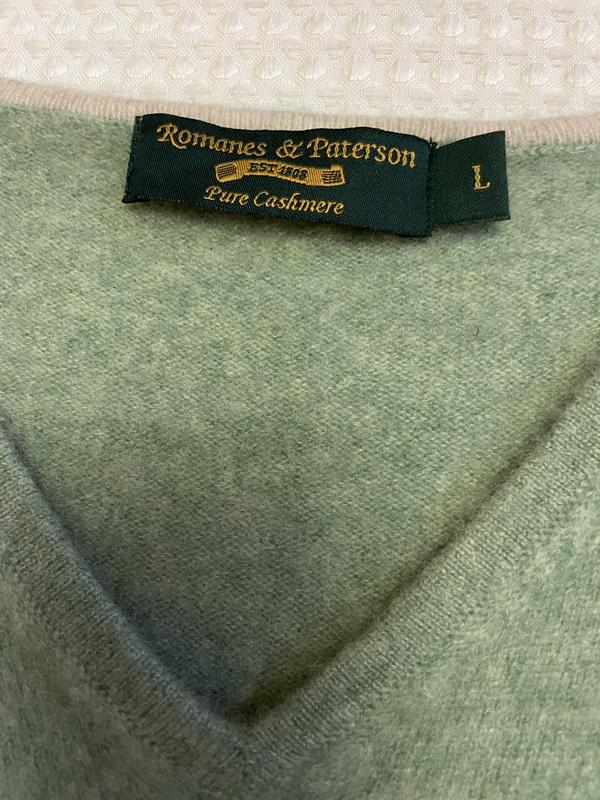 Romanes & Paterson
EST 1808
Pure Cashmere
L